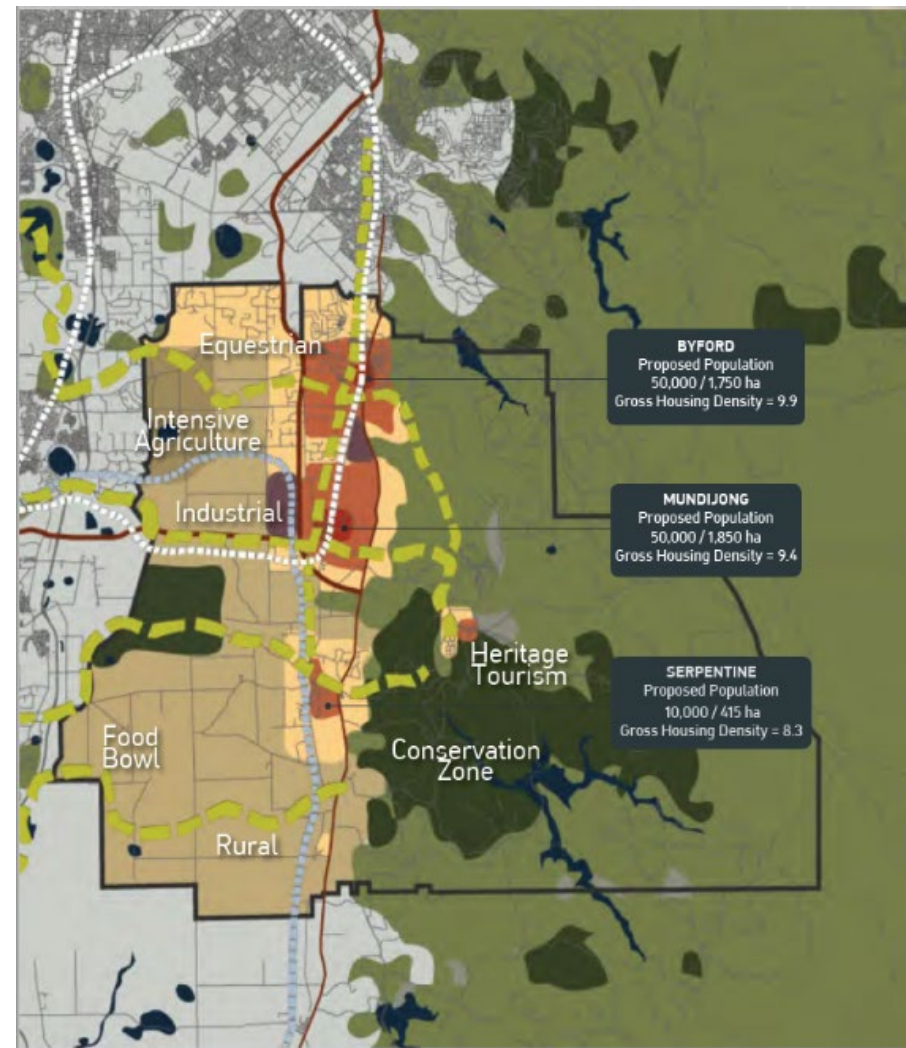 Equestrian
Intensive
Agriculture
Industrial
BYFORD
Proposed Population
50,000 / 1,750 ha
Gross Housing Density = 9.9
MUNDIJONG
Proposed Population
50,000 / 1,850 ha
Gross Housing Density = 9.4
Heritage
Tourism
SERPENTINE
Proposed Population
10,000 / 415 ha
Gross Housing Density = 8.3
Food
Bowl
Conservation
Zone
Rural